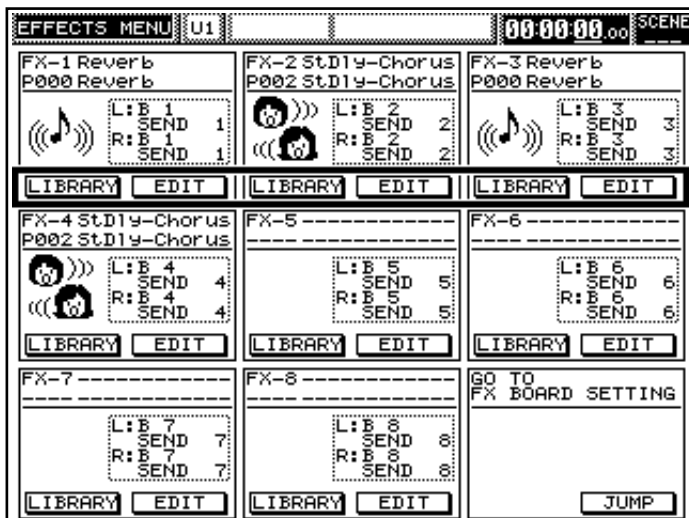 EFFECTS MENU U1 00:00:00.00 SCENE
FX-1 Reverb
P000 Reverb
L:B 1
SEND 1
R:B 1
SEND 1
LIBRARY EDIT
FX-2 StDly-Chorus
P002 StDly-Chorus
L:B 2
SEND 2
R:B 2
SEND 2
LIBRARY EDIT
FX-3 Reverb
P000 Reverb
L:B 3
SEND 3
R:B 3
SEND 3
LIBRARY EDIT
FX-4 StDly-Chorus
P002 StDly-Chorus
L:B 4
SEND 4
R:B 4
SEND 4
LIBRARY EDIT
FX-5 ------------
---- ------------
L:B 5
SEND 5
R:B 5
SEND 5
LIBRARY EDIT
FX-6 ------------
---- ------------
L:B 6
SEND 6
R:B 6
SEND 6
LIBRARY EDIT
FX-7 ------------
---- ------------
L:B 7
SEND 7
R:B 7
SEND 7
LIBRARY EDIT
FX-8 ------------
---- ------------
L:B 8
SEND 8
R:B 8
SEND 8
LIBRARY EDIT
GO TO
FX BOARD SETTING
JUMP